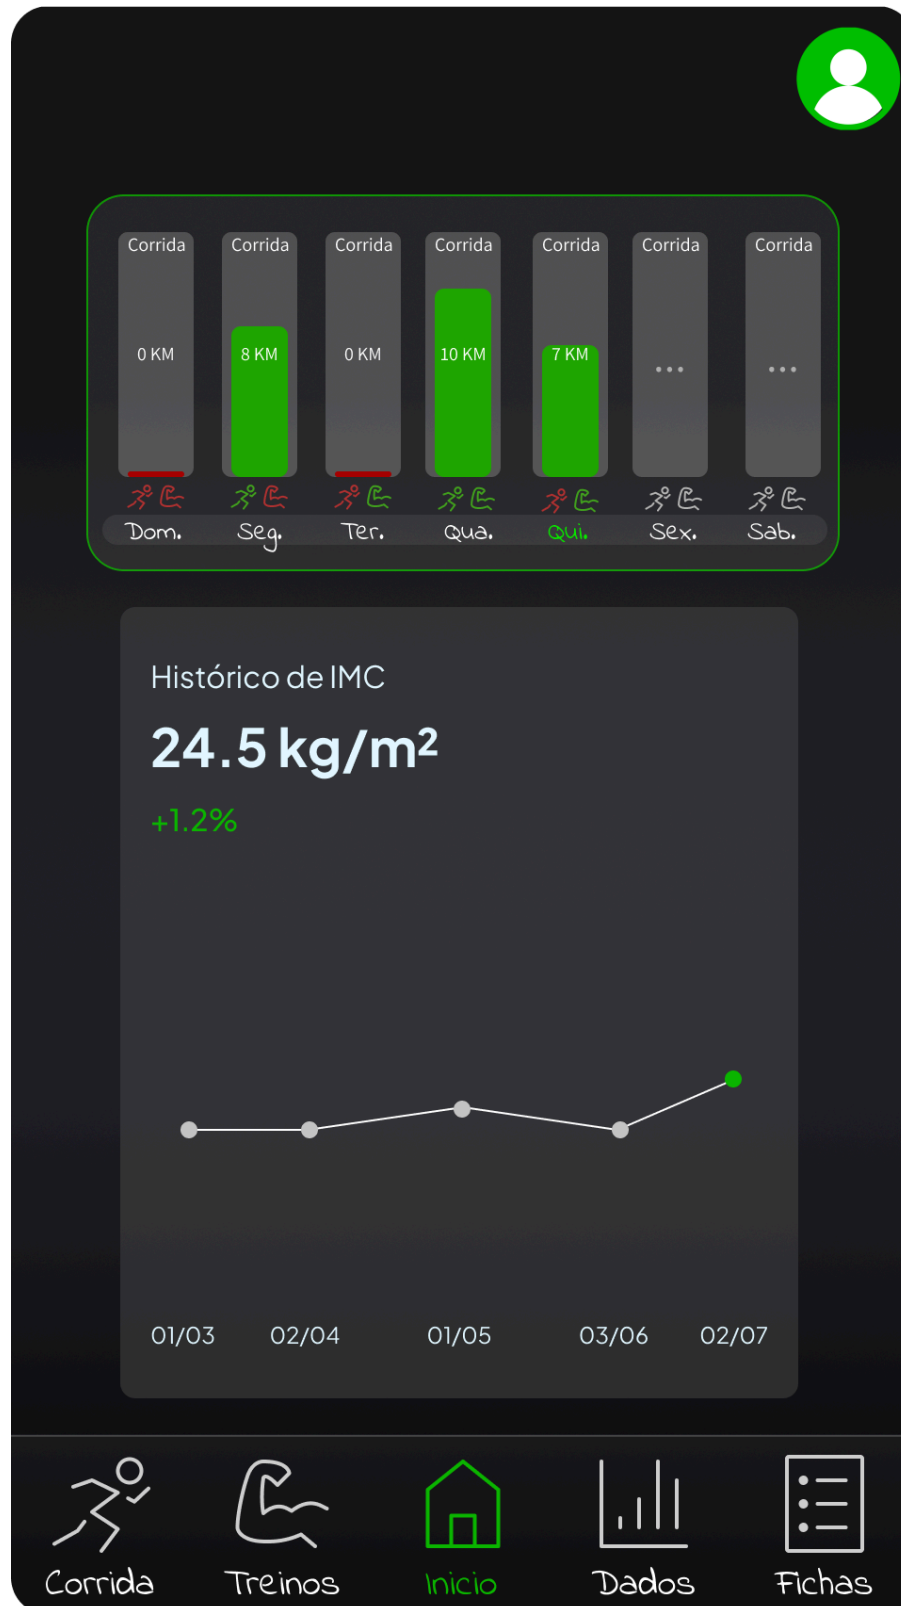 Corrida Corrida Corrida Corrida Corrida Corrida Corrida
0 KM 8 KM 0 KM 10 KM 7 KM ... ...
Dom. Seg. Ter. Qua. Qui. Sex. Sab.
Histórico de IMC
24.5 kg/m²
+1.2%
01/03 02/04 01/05 03/06 02/07
Corrida Treinos Inicio Dados Fichas